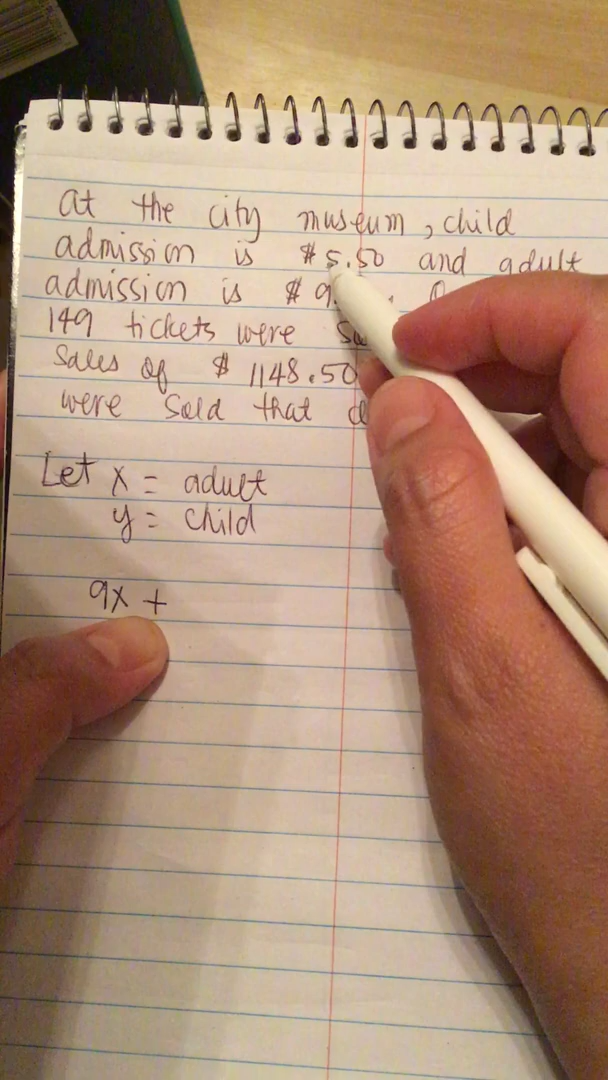 at the city museum, child
admission is $5.50 and adult
admission is $9.
149 tickets were
Sales of $1148.50
were Sold that
Let x = adult
y = child
9x +